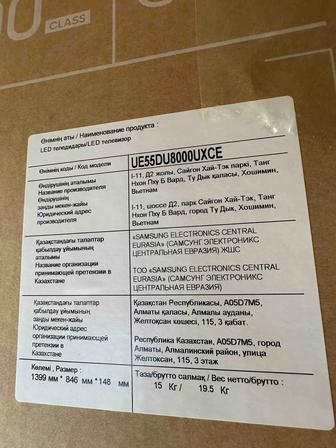 CLASS
Өнімнің аты / Наименование продукта :
LED теледидары/LED телевизор
Өнімнің коды / Код модели
UE55DU8000UXCE
Өндірушінің аталымы
Название производителя
Өндірушінің
заңды мекен-жайы
Юридический адрес
производителя
I-11, Д2 жолы, Сайгон Хай-Тэк паркі, Танг
Нхон Пху Б Вард, Ту Дык қаласы, Хошимин,
Вьетнам
I-11, шоссе Д2, парк Сайгон Хай-Тэк, Танг
Нхон Пху Б Вард, город Ту Дык, Хошимин,
Вьетнам
Қазақстандағы талаптар
қабылдау ұйымының
аталымы
Название организации
принимающей претензии в
Казахстане
«SAMSUNG ELECTRONICS CENTRAL
EURASIA» (САМСУНГ ЭЛЕКТРОНИКС
ЦЕНТРАЛЬНАЯ ЕВРАЗИЯ) ЖШС
ТОО «SAMSUNG ELECTRONICS CENTRAL
EURASIA» (САМСУНГ ЭЛЕКТРОНИКС
ЦЕНТРАЛЬНАЯ ЕВРАЗИЯ)
Қазақстандағы талаптар
қабылдау ұйымының
заңды мекен-жайы
Юридический адрес
организации принимающей
претензии в
Казахстане
Қазақстан Республикасы, A05D7M5,
Алматы қаласы, Алмалы ауданы,
Желтоқсан көшесі, 115, 3 қабат.
Республика Казахстан, A05D7M5, город
Алматы, Алмалинский район, улица
Желтоксан, 115, 3 этаж
Көлемі , Размер :
1399 мм * 846 мм *148 мм
Таза/брутто салмақ / Вес нетто/брутто :
15 Кг / 19.5 Кг